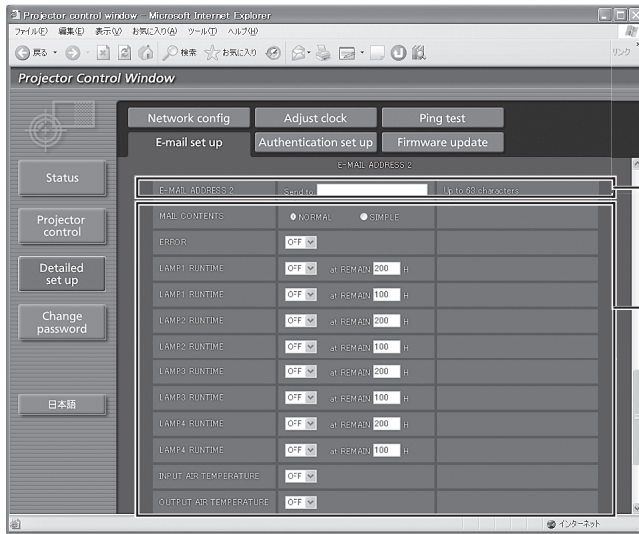 Projector control window - Microsoft Internet Explorer
ファイル(F) 編集(E) 表示(V) お気に入り(A) ツール(T) ヘルプ(H)
戻る 検索 お気に入り リンク
Projector Control Window
Network config Adjust clock Ping test
E-mail set up Authentication set up Firmware update
E-MAIL ADDRESS 2
Status
E-MAIL ADDRESS 2 Send to Up to 63 characters
Projector control
MAIL CONTENTS NORMAL SIMPLE
ERROR OFF
Detailed set up
LAMP1 RUNTIME OFF at REMAIN 200 H
LAMP1 RUNTIME OFF at REMAIN 100 H
Change password
LAMP2 RUNTIME OFF at REMAIN 200 H
LAMP2 RUNTIME OFF at REMAIN 100 H
LAMP3 RUNTIME OFF at REMAIN 200 H
日本語
LAMP3 RUNTIME OFF at REMAIN 100 H
LAMP4 RUNTIME OFF at REMAIN 200 H
LAMP4 RUNTIME OFF at REMAIN 100 H
INPUT AIR TEMPERATURE OFF
OUTPUT AIR TEMPERATURE OFF
インターネット